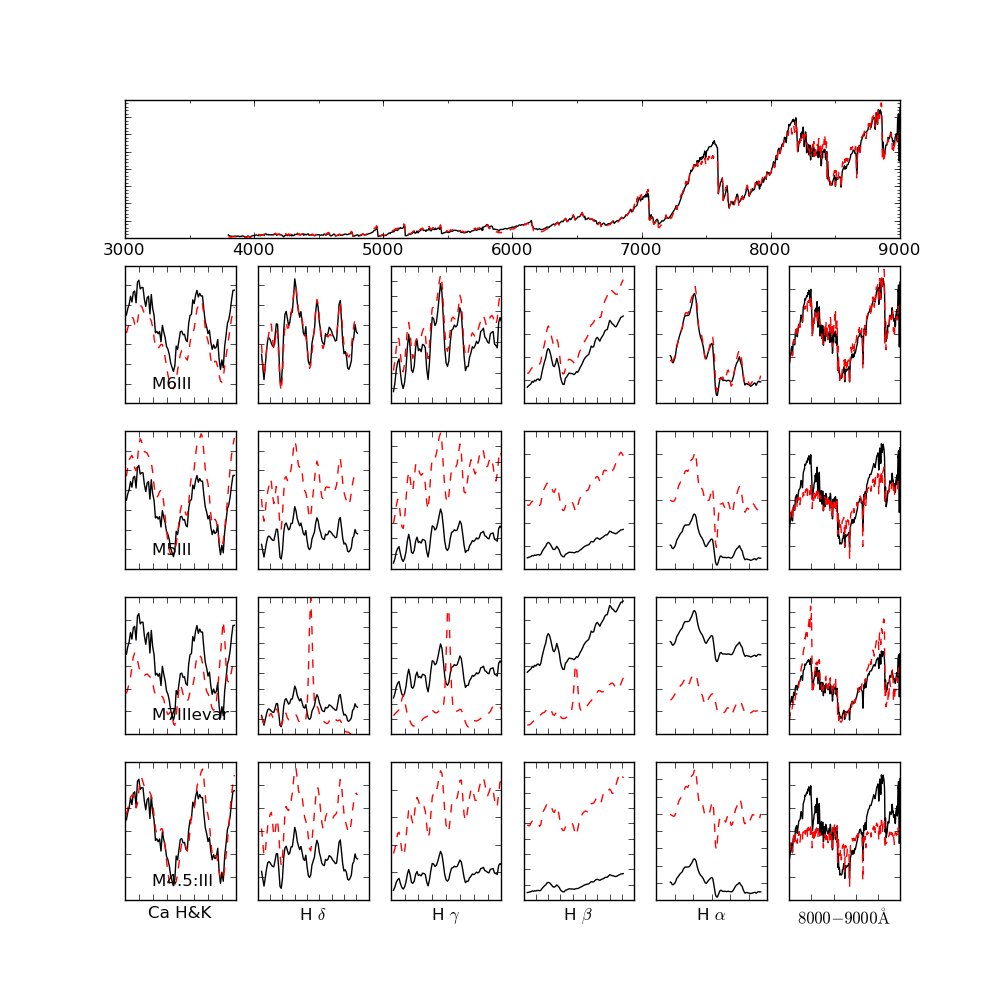 3000 4000 5000 6000 7000 8000 9000
M6III
M5III
M7IIIevar
M4.5:III
Ca H&K H δ H γ H β H α 8000−9000Å